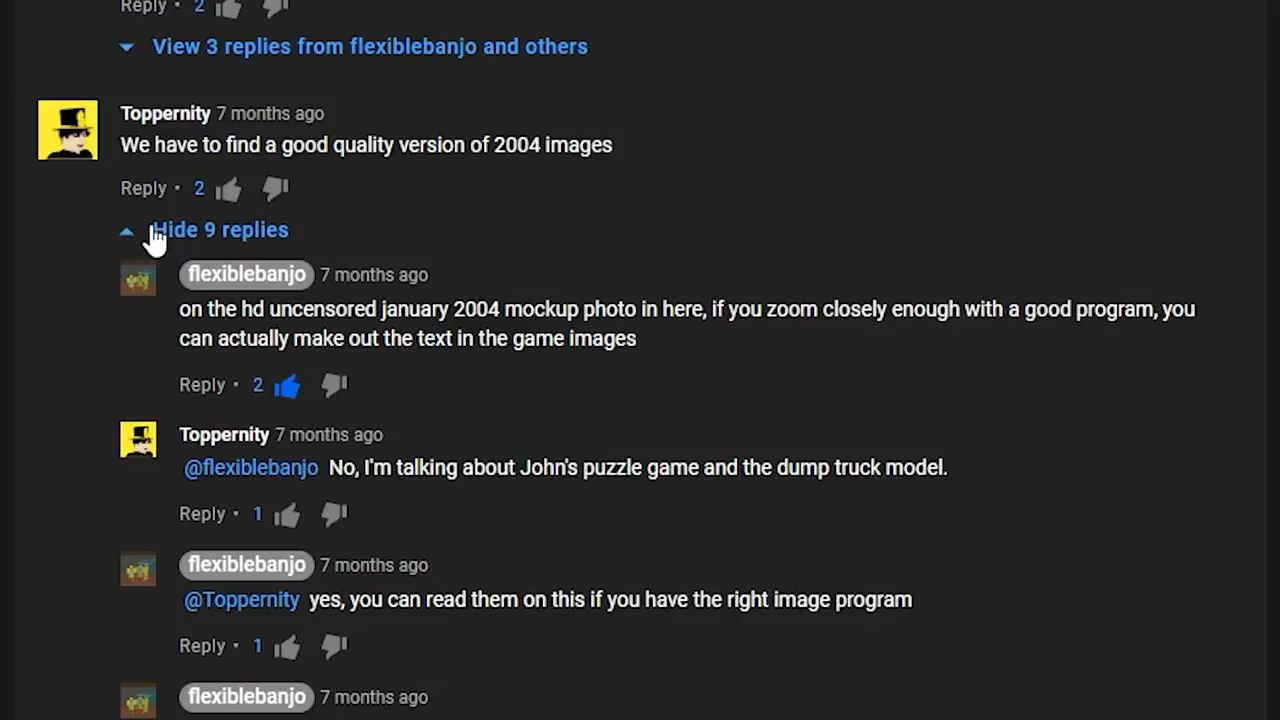 Reply • 2
View 3 replies from flexiblebanjo and others
Toppernity 7 months ago
We have to find a good quality version of 2004 images
Reply • 2
Hide 9 replies
flexiblebanjo 7 months ago
on the hd uncensored january 2004 mockup photo in here, if you zoom closely enough with a good program, you
can actually make out the text in the game images
Reply • 2
Toppernity 7 months ago
@flexiblebanjo No, I'm talking about John's puzzle game and the dump truck model.
Reply • 1
flexiblebanjo 7 months ago
@Toppernity yes, you can read them on this if you have the right image program
Reply • 1
flexiblebanjo 7 months ago